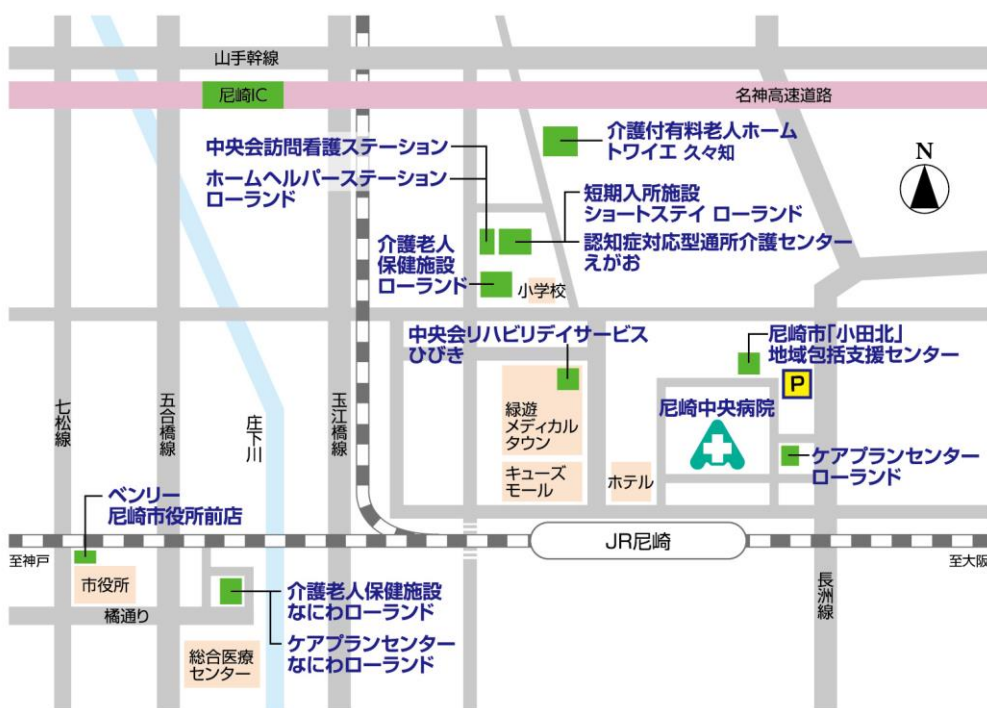 山手幹線
尼崎IC
名神高速道路
中央会訪問看護ステーション
ホームヘルパーステーション
ローランド
介護付有料老人ホーム
トワイエ 久々知
N
短期入所施設
ショートステイ ローランド
認知症対応型通所介護センター
えがお
介護老人
保健施設
ローランド
小学校
中央会リハビリデイサービス
ひびき
尼崎市「小田北」
地域包括支援センター
P
七松線
五合橋線
庄下川
玉江橋線
緑遊
メディカル
タウン
尼崎中央病院
キューズ
モール
ホテル
ケアプランセンター
ローランド
ベンリー
尼崎市役所前店
JR尼崎
至神戸
至大阪
市役所
橘通り
介護老人保健施設
なにわローランド
ケアプランセンター
なにわローランド
総合医療
センター
長洲線